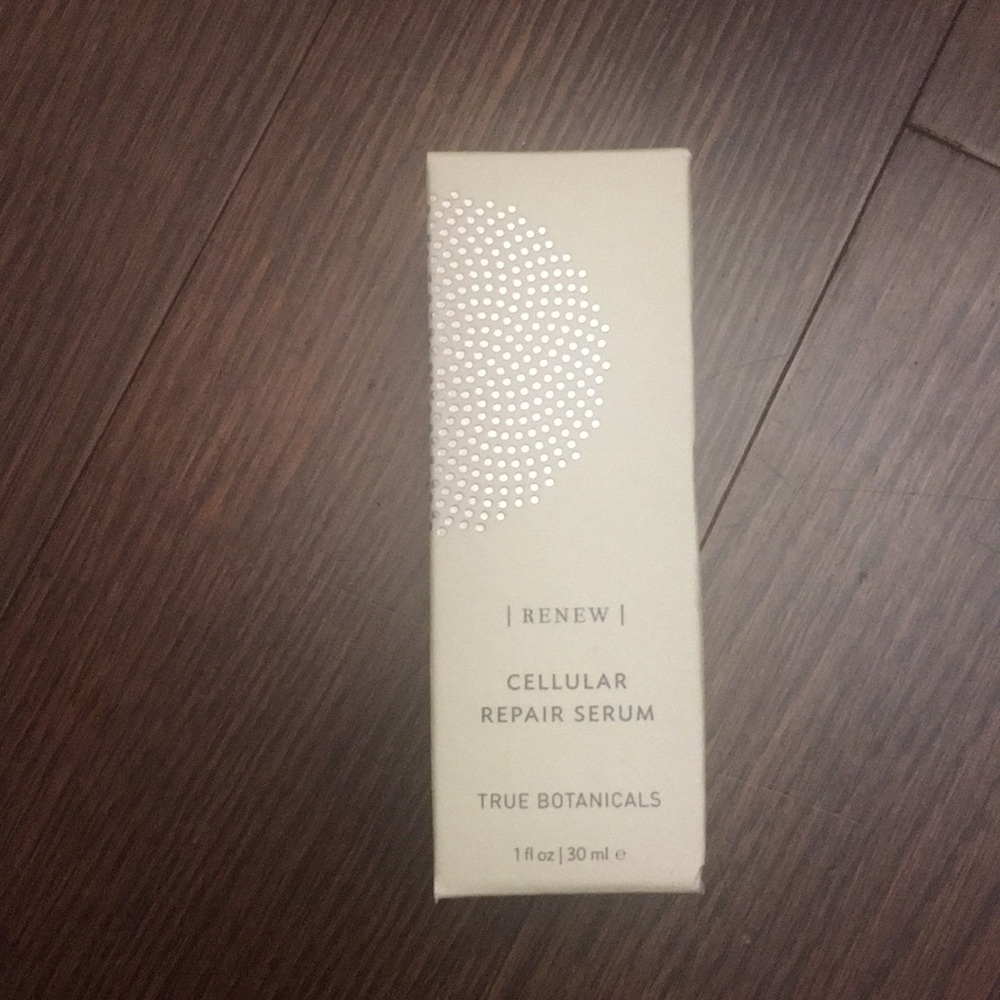 | RENEW |
CELLULAR
REPAIR SERUM
TRUE BOTANICALS
1 fl oz | 30 ml ℮